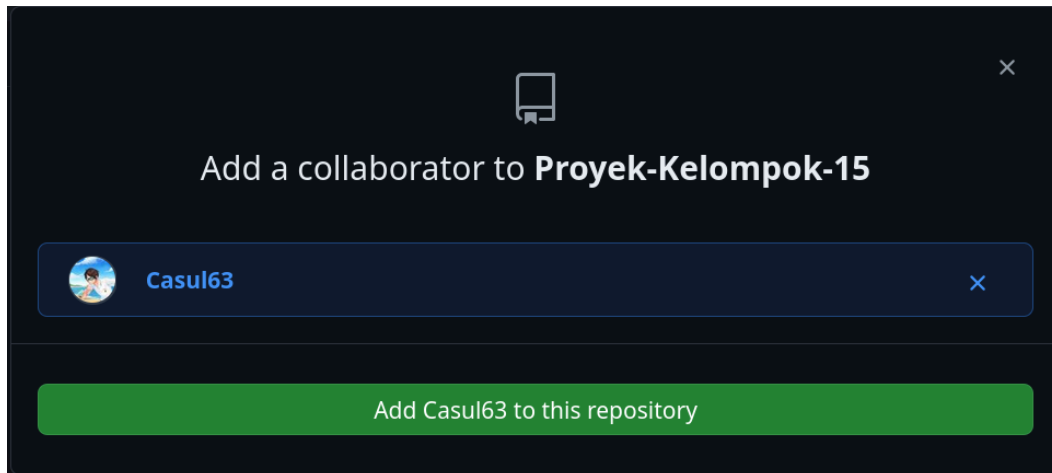 Add a collaborator to Proyek-Kelompok-15
Casul63
Add Casul63 to this repository